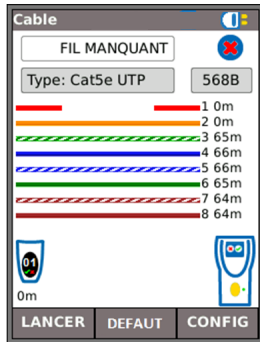 Cable
FIL MANQUANT
Type: Cat5e UTP
568B
1 0m
2 0m
3 65m
4 66m
5 66m
6 65m
7 64m
8 64m
01
0m
LANCER
DEFAUT
CONFIG